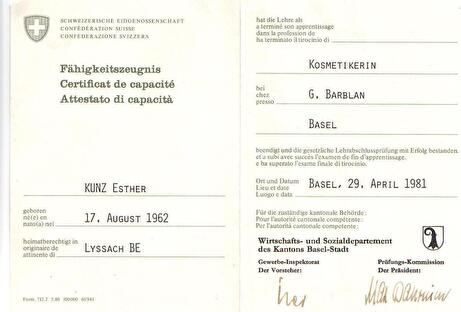 SCHWEIZERISCHE EIDGENOSSENSCHAFT
CONFÉDÉRATION SUISSE
CONFEDERAZIONE SVIZZERA
Fähigkeitszeugnis
Certificat de capacité
Attestato di capacità
KUNZ Esther
geboren
né(e) en
nato(a) nel
17. August 1962
heimatberechtigt in
originaire de
attinente di
Lyssach BE
hat die Lehre als
a terminé son apprentissage
dans la profession de
ha terminato il tirocinio di
Kosmetikerin
bei
chez
presso
G. Barblan
Basel
beendigt und die gesetzliche Lehrabschlussprüfung mit Erfolg bestanden.
et a subi avec succès l'examen de fin d'apprentissage.
e ha superato l'esame finale di tirocinio.
Ort und Datum
Lieu et date
Luogo e data
Basel, 29. April 1981
Für die zuständige kantonale Behörde:
Pour l'autorité cantonale compétente:
Per l'autorità cantonale competente:
Wirtschafts- und Sozialdepartement
des Kantons Basel-Stadt
Gewerbe-Inspektorat
Der Vorsteher:
Prüfungs-Kommission
Der Präsident: